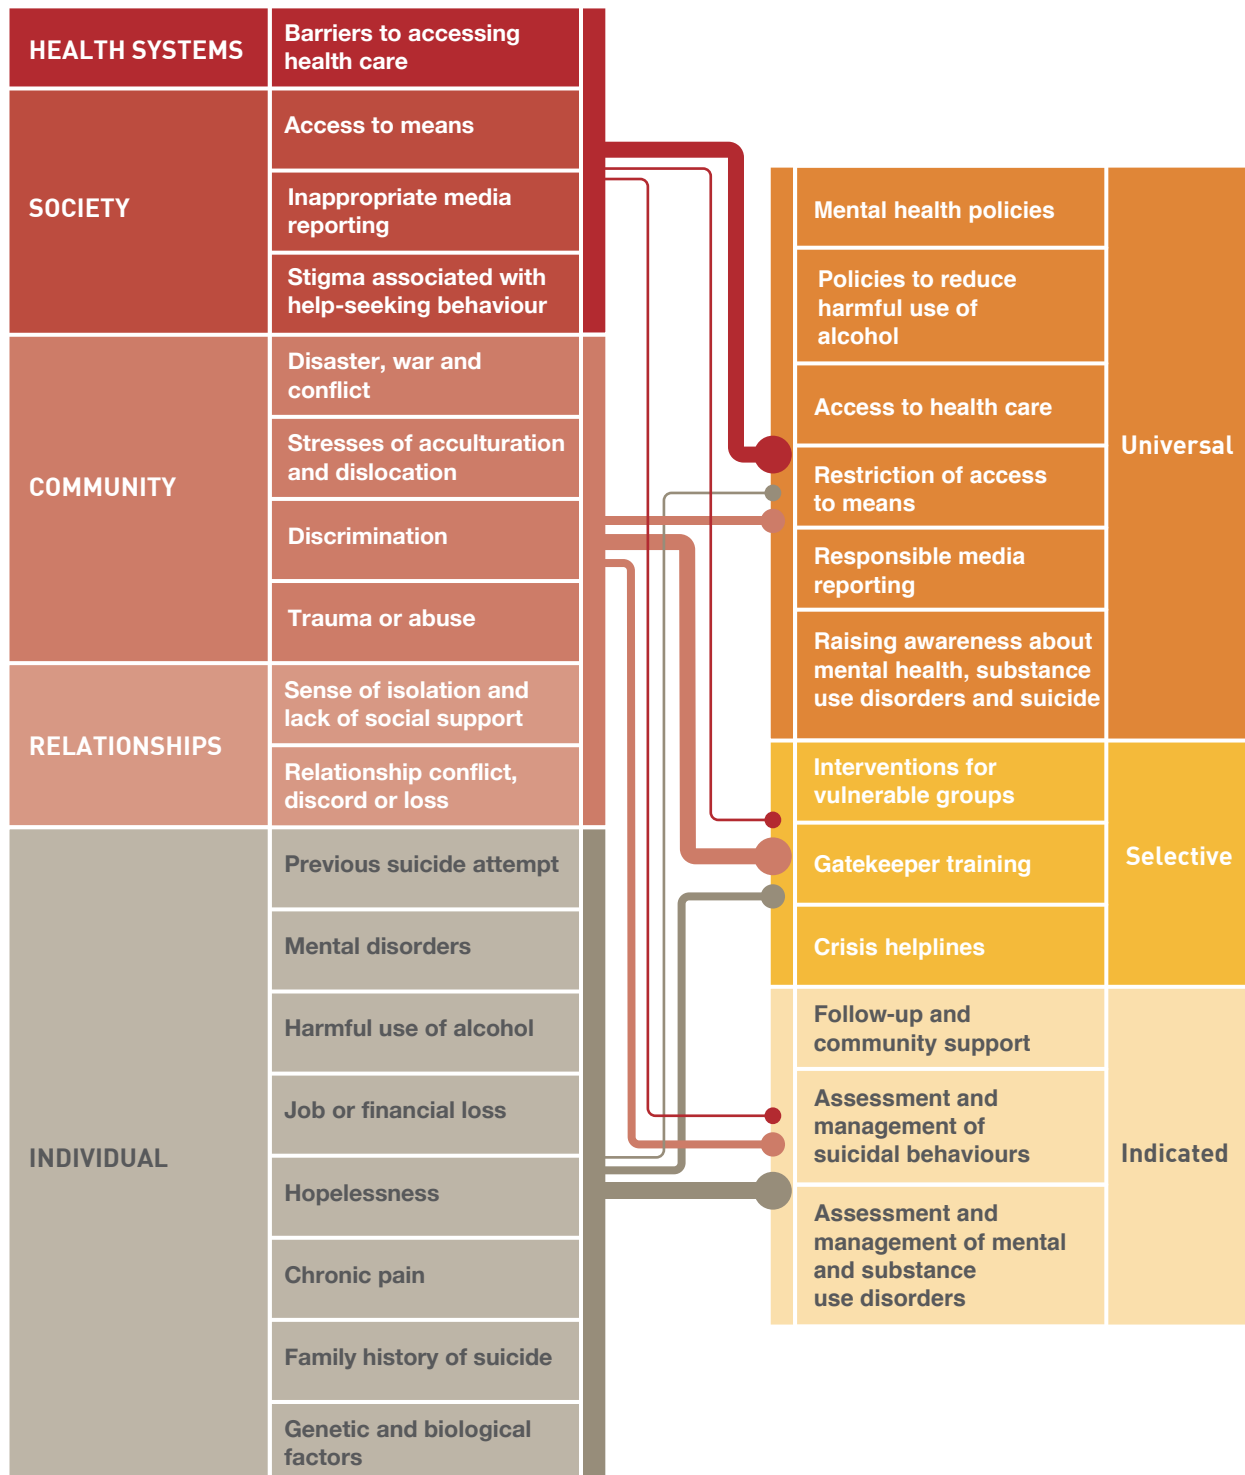 HEALTH SYSTEMS
Barriers to accessing
health care
SOCIETY
Access to means
Inappropriate media
reporting
Stigma associated with
help-seeking behaviour
COMMUNITY
Disaster, war and
conflict
Stresses of acculturation
and dislocation
Discrimination
Trauma or abuse
RELATIONSHIPS
Sense of isolation and
lack of social support
Relationship conflict,
discord or loss
INDIVIDUAL
Previous suicide attempt
Mental disorders
Harmful use of alcohol
Job or financial loss
Hopelessness
Chronic pain
Family history of suicide
Genetic and biological
factors
Mental health policies
Policies to reduce
harmful use of
alcohol
Access to health care
Restriction of access
to means
Responsible media
reporting
Raising awareness about
mental health, substance
use disorders and suicide
Universal
Interventions for
vulnerable groups
Gatekeeper training
Crisis helplines
Selective
Follow-up and
community support
Assessment and
management of
suicidal behaviours
Assessment and
management of mental
and substance
use disorders
Indicated